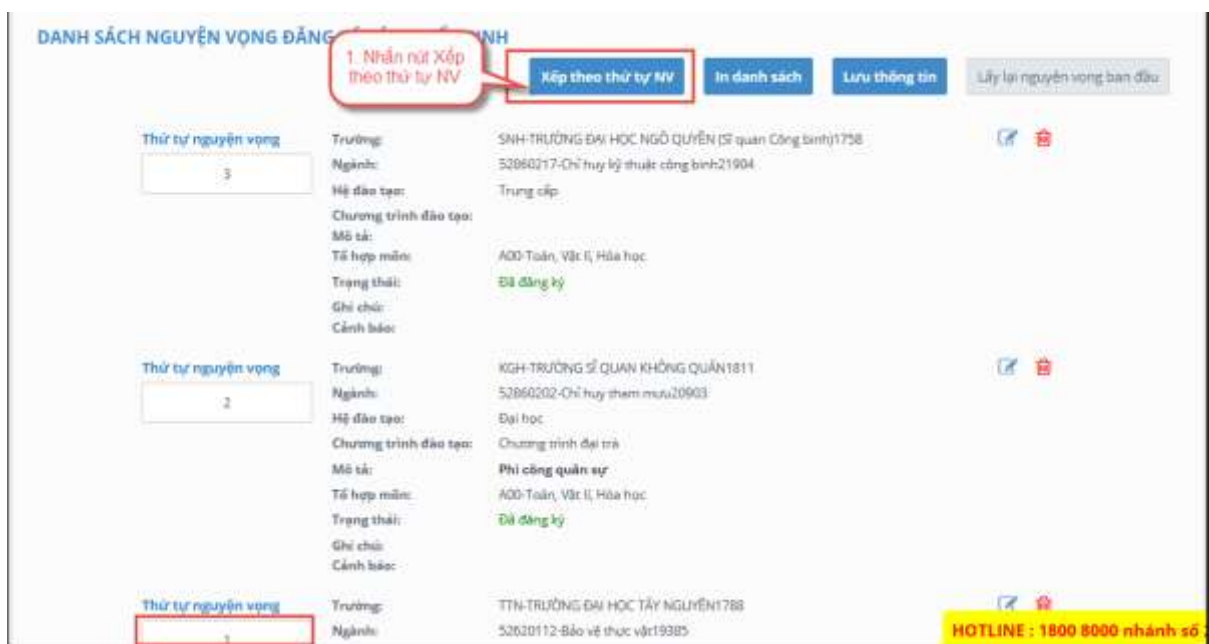 DANH SÁCH NGUYỆN VỌNG ĐĂNG INH
1. Nhấn nút Xếp
theo thứ tự NV
Xếp theo thứ tự NV In danh sách Lưu thông tin Lấy lại nguyện vọng ban đầu
Thứ tự nguyện vọng Trường: SNH-TRƯỜNG ĐẠI HỌC NGÔ QUYỀN (Sĩ quan Công binh)1758
3 Ngành: 52860217-Chỉ huy kỹ thuật công binh21904
Hệ đào tạo: Trung cấp
Chương trình đào tạo:
Mô tả:
Tổ hợp môn: A00-Toán, Vật lí, Hóa học
Trạng thái: Đã đăng ký
Ghi chú:
Cảnh báo:
Thứ tự nguyện vọng Trường: KGH-TRƯỜNG SĨ QUAN KHÔNG QUÂN1811
2 Ngành: 52860202-Chỉ huy tham mưu20903
Hệ đào tạo: Đại học
Chương trình đào tạo: Chương trình đại trà
Mô tả: Phi công quân sự
Tổ hợp môn: A00-Toán, Vật lí, Hóa học
Trạng thái: Đã đăng ký
Ghi chú:
Cảnh báo:
Thứ tự nguyện vọng Trường: TTN-TRƯỜNG ĐẠI HỌC TÂY NGUYÊN1788
1 Ngành: 52620112-Bảo vệ thực vật19385
HOTLINE : 1800 8000 nhánh số